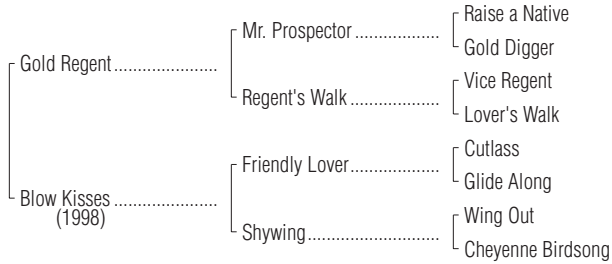 Raise a Native
Mr. Prospector ....................
Gold Digger
Gold Regent ......................
Vice Regent
Regent's Walk .....................
Lover's Walk
Cutlass
Friendly Lover.....................
Glide Along
Blow Kisses ......................
(1998)
Wing Out
Shywing...............................
Cheyenne Birdsong